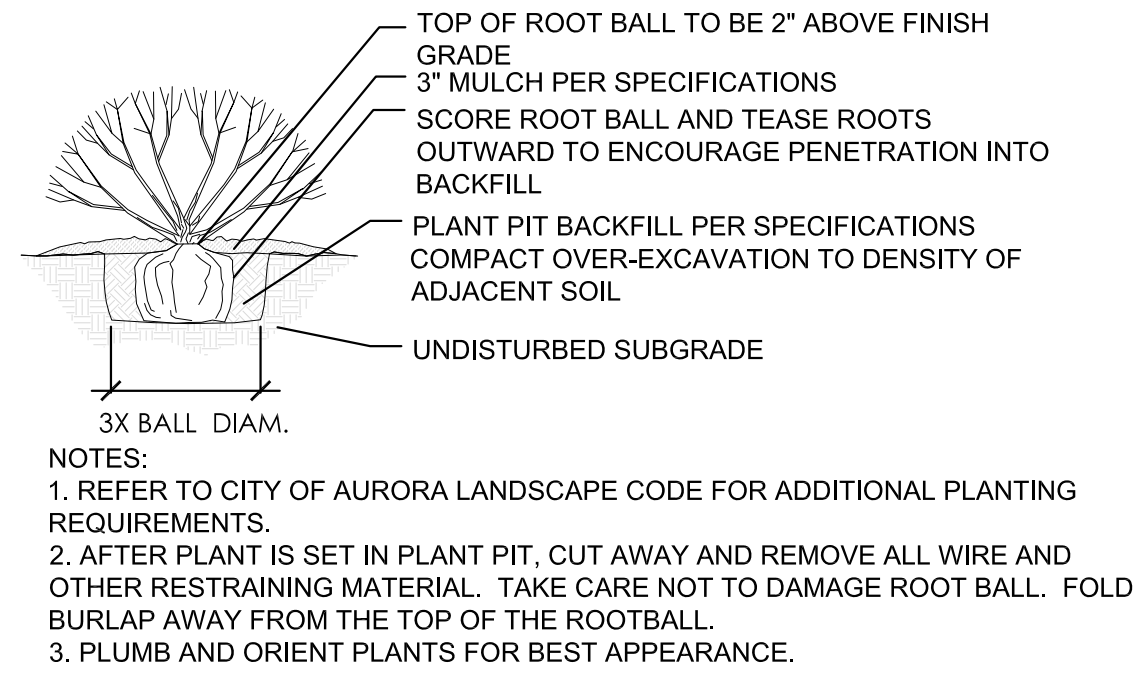 TOP OF ROOT BALL TO BE 2" ABOVE FINISH
GRADE
3" MULCH PER SPECIFICATIONS
SCORE ROOT BALL AND TEASE ROOTS
OUTWARD TO ENCOURAGE PENETRATION INTO
BACKFILL
PLANT PIT BACKFILL PER SPECIFICATIONS
COMPACT OVER-EXCAVATION TO DENSITY OF
ADJACENT SOIL
UNDISTURBED SUBGRADE
3X BALL DIAM.
NOTES:
1. REFER TO CITY OF AURORA LANDSCAPE CODE FOR ADDITIONAL PLANTING
REQUIREMENTS.
2. AFTER PLANT IS SET IN PLANT PIT, CUT AWAY AND REMOVE ALL WIRE AND
OTHER RESTRAINING MATERIAL. TAKE CARE NOT TO DAMAGE ROOT BALL. FOLD
BURLAP AWAY FROM THE TOP OF THE ROOTBALL.
3. PLUMB AND ORIENT PLANTS FOR BEST APPEARANCE.